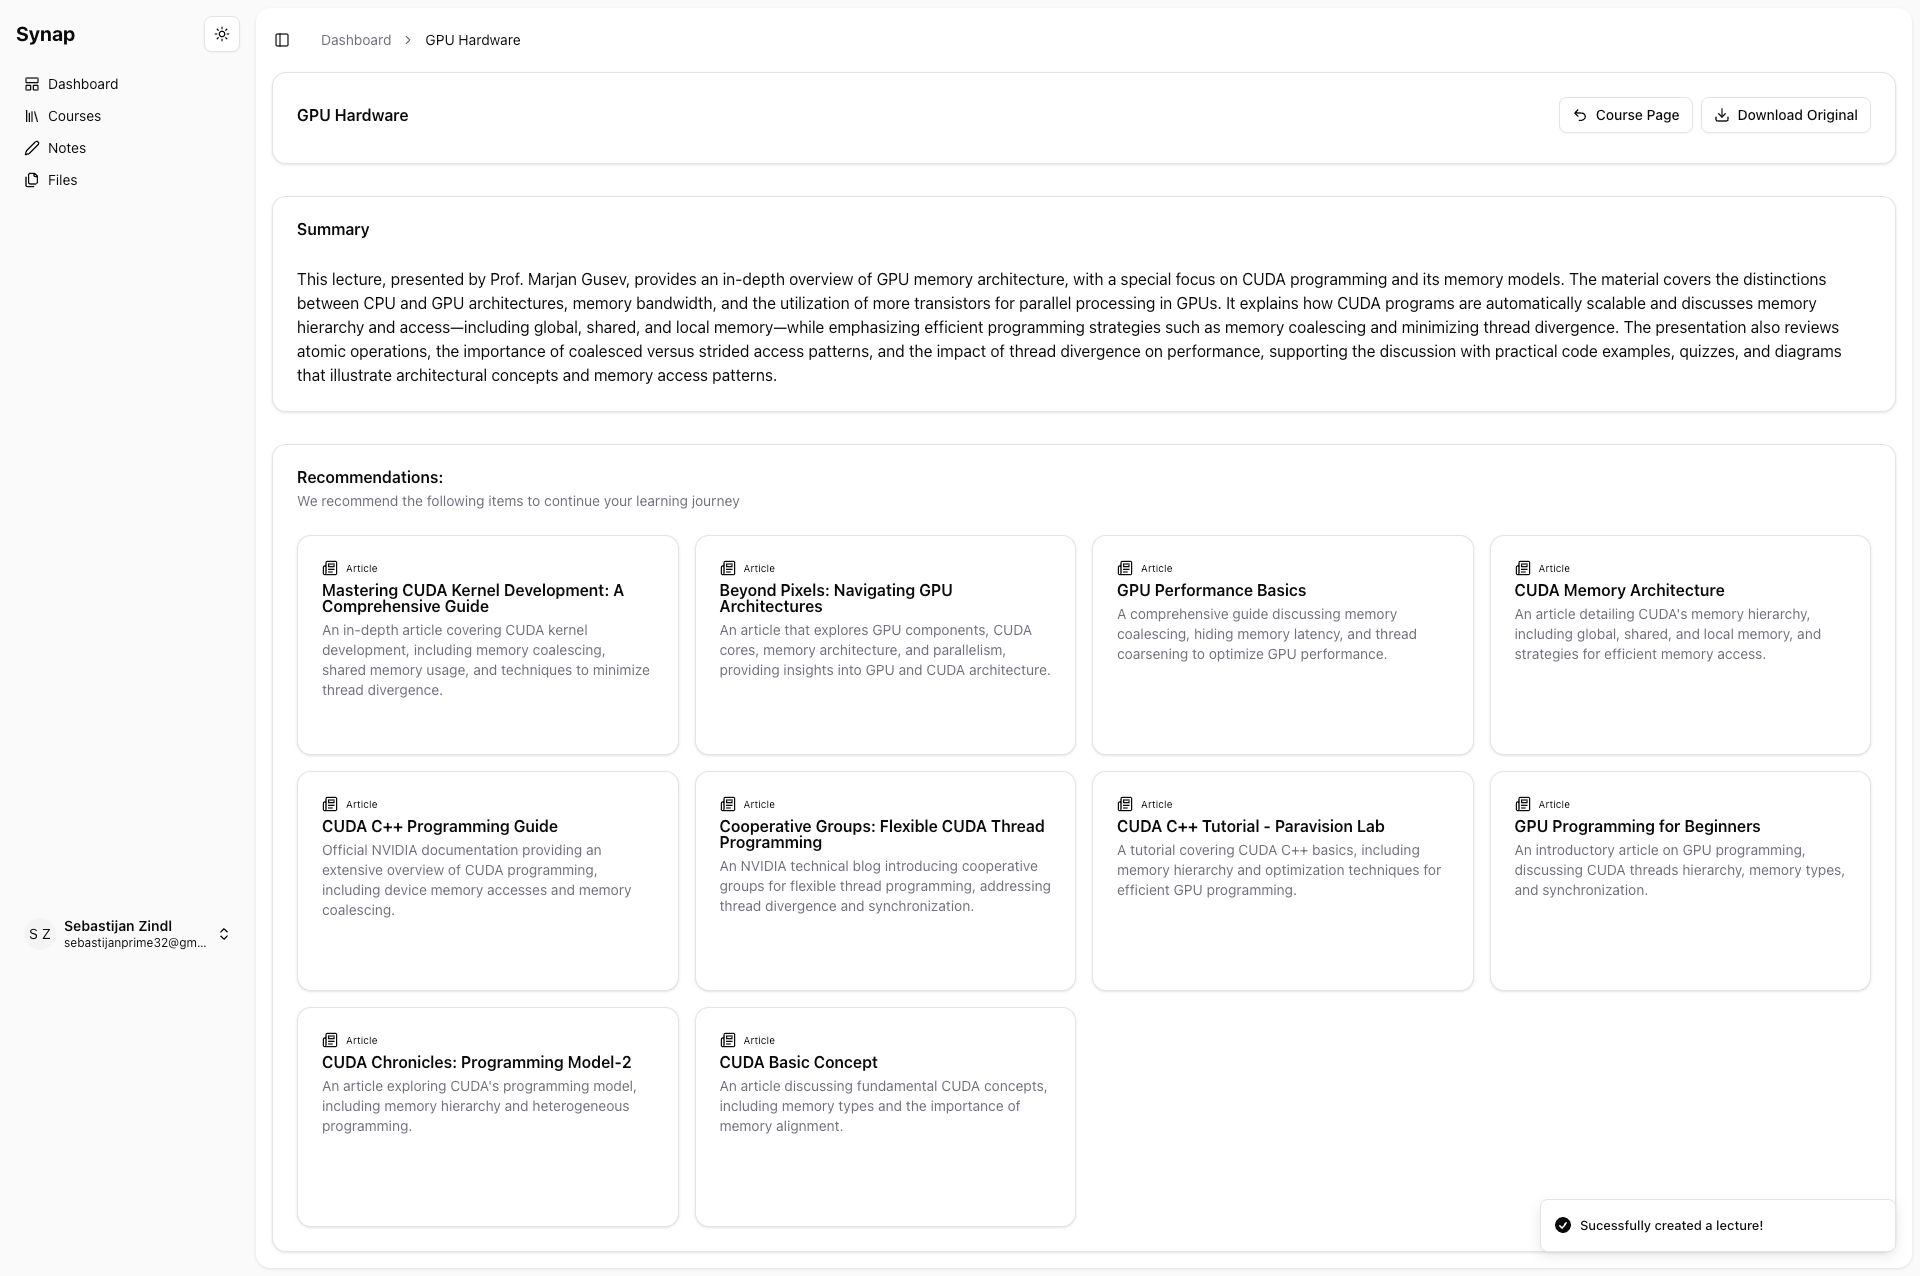 Synap
Dashboard
Courses
Notes
Files
S Z
Sebastijan Zindl
sebastijanprime32@gm...
Dashboard > GPU Hardware
GPU Hardware
Course Page
Download Original
Summary
This lecture, presented by Prof. Marjan Gusev, provides an in-depth overview of GPU memory architecture, with a special focus on CUDA programming and its memory models. The material covers the distinctions
between CPU and GPU architectures, memory bandwidth, and the utilization of more transistors for parallel processing in GPUs. It explains how CUDA programs are automatically scalable and discusses memory
hierarchy and access—including global, shared, and local memory—while emphasizing efficient programming strategies such as memory coalescing and minimizing thread divergence. The presentation also reviews
atomic operations, the importance of coalesced versus strided access patterns, and the impact of thread divergence on performance, supporting the discussion with practical code examples, quizzes, and diagrams
that illustrate architectural concepts and memory access patterns.
Recommendations:
We recommend the following items to continue your learning journey
Article
Mastering CUDA Kernel Development: A
Comprehensive Guide
An in-depth article covering CUDA kernel
development, including memory coalescing,
shared memory usage, and techniques to minimize
thread divergence.
Article
Beyond Pixels: Navigating GPU
Architectures
An article that explores GPU components, CUDA
cores, memory architecture, and parallelism,
providing insights into GPU and CUDA architecture.
Article
GPU Performance Basics
A comprehensive guide discussing memory
coalescing, hiding memory latency, and thread
coarsening to optimize GPU performance.
Article
CUDA Memory Architecture
An article detailing CUDA's memory hierarchy,
including global, shared, and local memory, and
strategies for efficient memory access.
Article
CUDA C++ Programming Guide
Official NVIDIA documentation providing an
extensive overview of CUDA programming,
including device memory accesses and memory
coalescing.
Article
Cooperative Groups: Flexible CUDA Thread
Programming
An NVIDIA technical blog introducing cooperative
groups for flexible thread programming, addressing
thread divergence and synchronization.
Article
CUDA C++ Tutorial - Paravision Lab
A tutorial covering CUDA C++ basics, including
memory hierarchy and optimization techniques for
efficient GPU programming.
Article
GPU Programming for Beginners
An introductory article on GPU programming,
discussing CUDA threads hierarchy, memory types,
and synchronization.
Article
CUDA Chronicles: Programming Model-2
An article exploring CUDA's programming model,
including memory hierarchy and heterogeneous
programming.
Article
CUDA Basic Concept
An article discussing fundamental CUDA concepts,
including memory types and the importance of
memory alignment.
Sucessfully created a lecture!